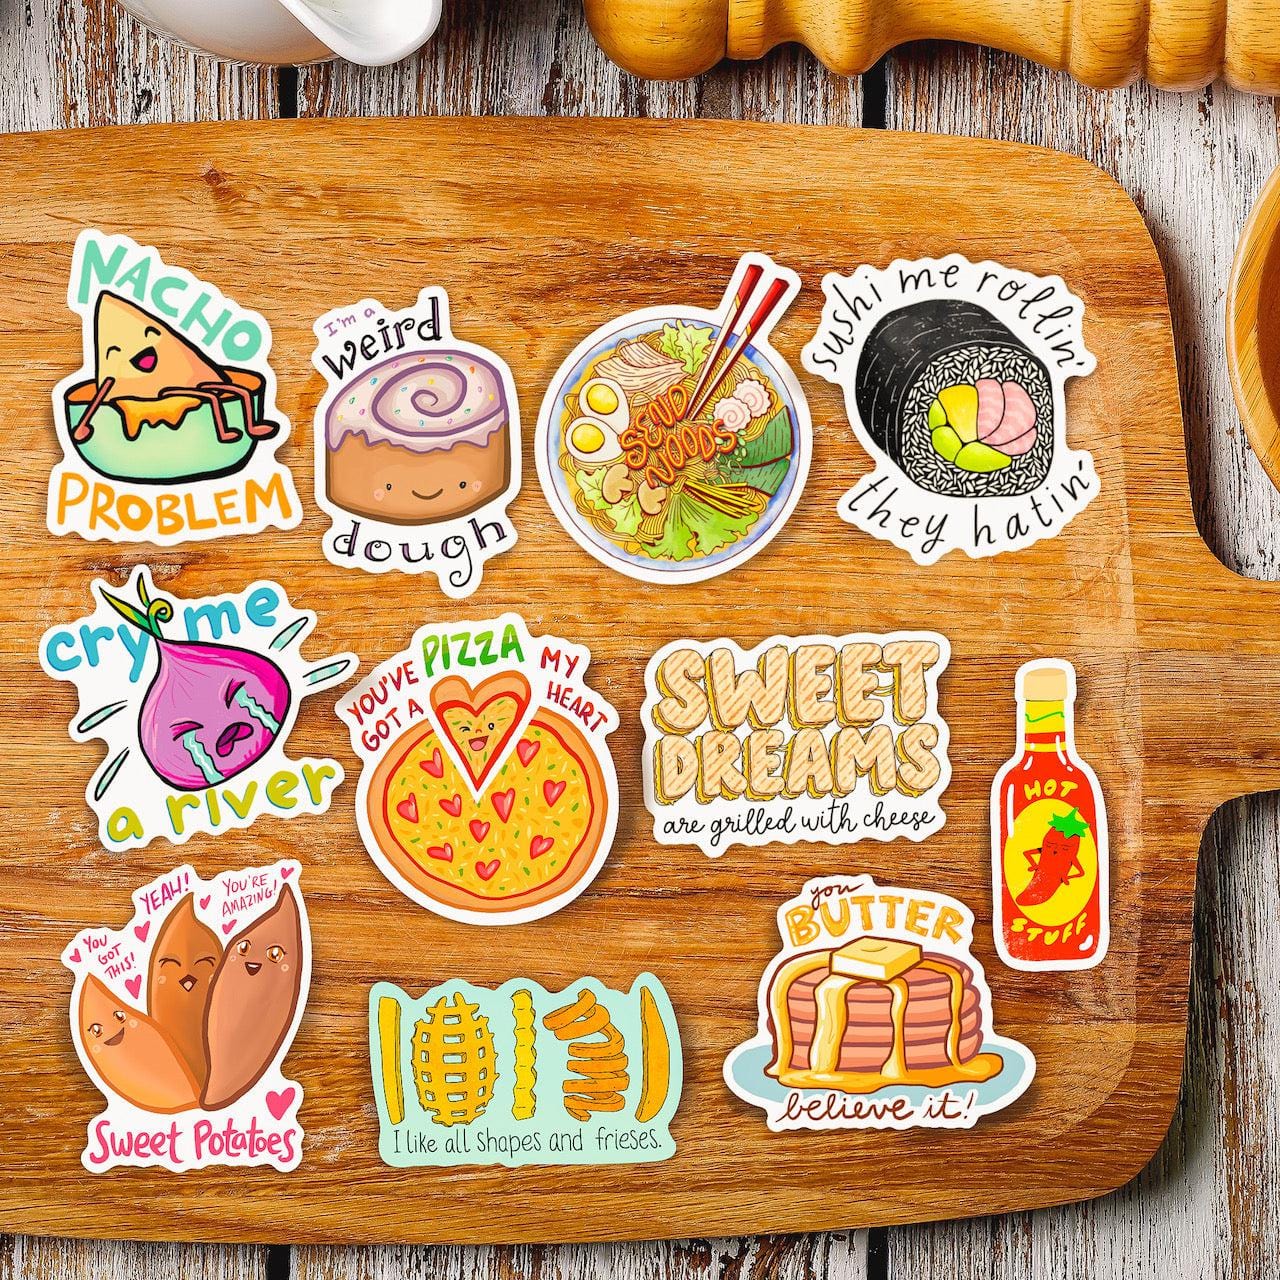 NACHO
PROBLEM
I'm a
weird
dough
SEND
NOODS
sushi me rollin'
they hatin'
cry me
a river
YOU'VE
GOT A
PIZZA
MY
HEART
SWEET
DREAMS
are grilled with cheese
HOT
STUFF
YOU
GOT
THIS!
YEAH!
YOU'RE
AMAZING!
Sweet Potatoes
I like all shapes and frieses.
you
BUTTER
believe it!